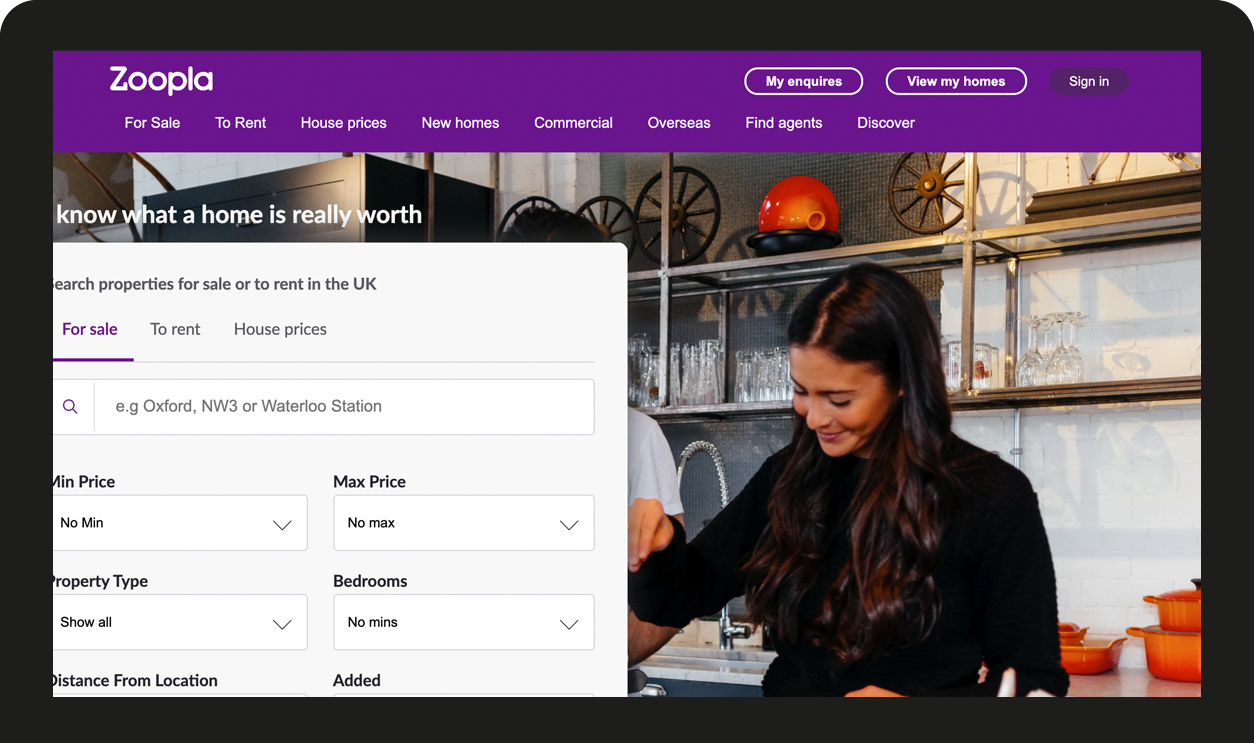 Zoopla
My enquires
View my homes
Sign in
For Sale To Rent House prices New homes Commercial Overseas Find agents Discover
know what a home is really worth
earch properties for sale or to rent in the UK
For sale To rent House prices
e.g Oxford, NW3 or Waterloo Station
Min Price Max Price
No Min No max
Property Type Bedrooms
Show all No mins
Distance From Location Added